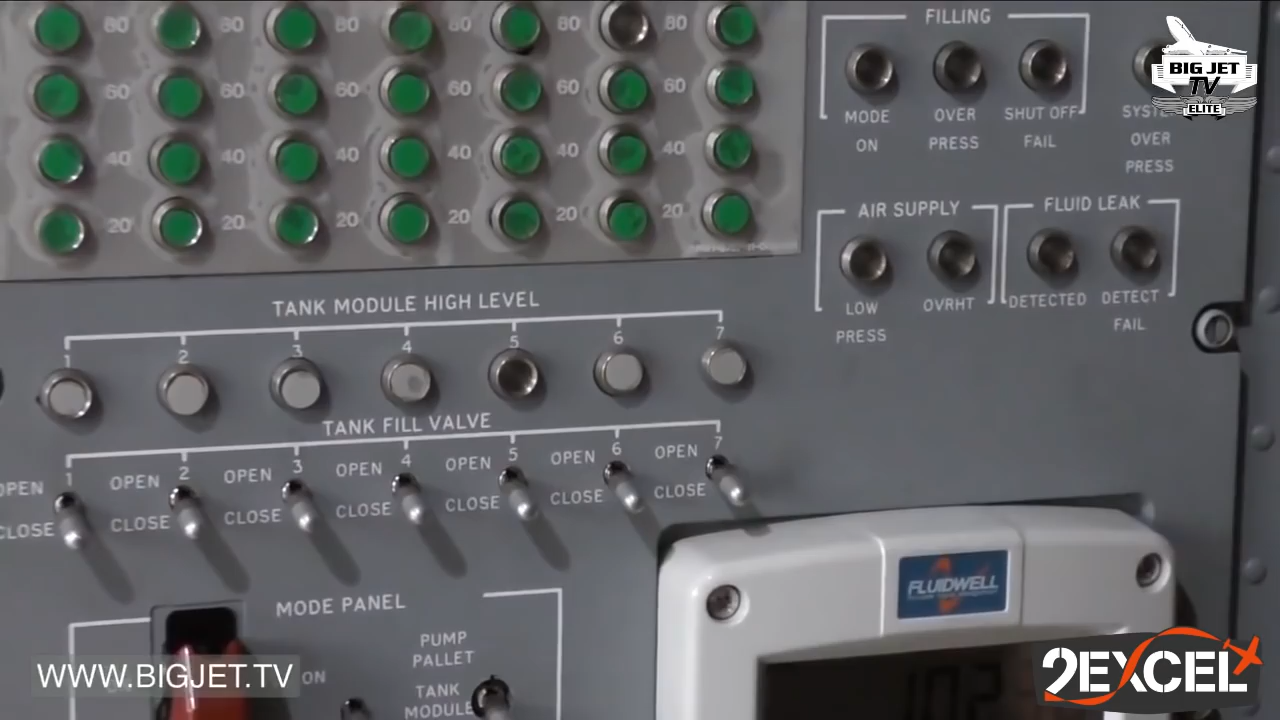 80 80 80 80 80 80
60 60 60 60 60 60
40 40 40 40 40 40
20 20 20 20 20 20
FILLING
MODE ON
OVER PRESS
SHUT OFF FAIL
OVER PRESS
BIG JET
TV
ELITE
AIR SUPPLY
LOW PRESS
OVRHT
FLUID LEAK
DETECTED
DETECT FAIL
TANK MODULE HIGH LEVEL
1 2 3 4 5 6 7
TANK FILL VALVE
1 2 3 4 5 6 7
OPEN OPEN OPEN OPEN OPEN OPEN OPEN
CLOSE CLOSE CLOSE CLOSE CLOSE CLOSE CLOSE
MODE PANEL
ON
PUMP
PALLET
TANK
MODULE
FLUIDWELL
WWW.BIGJET.TV
2EXCEL